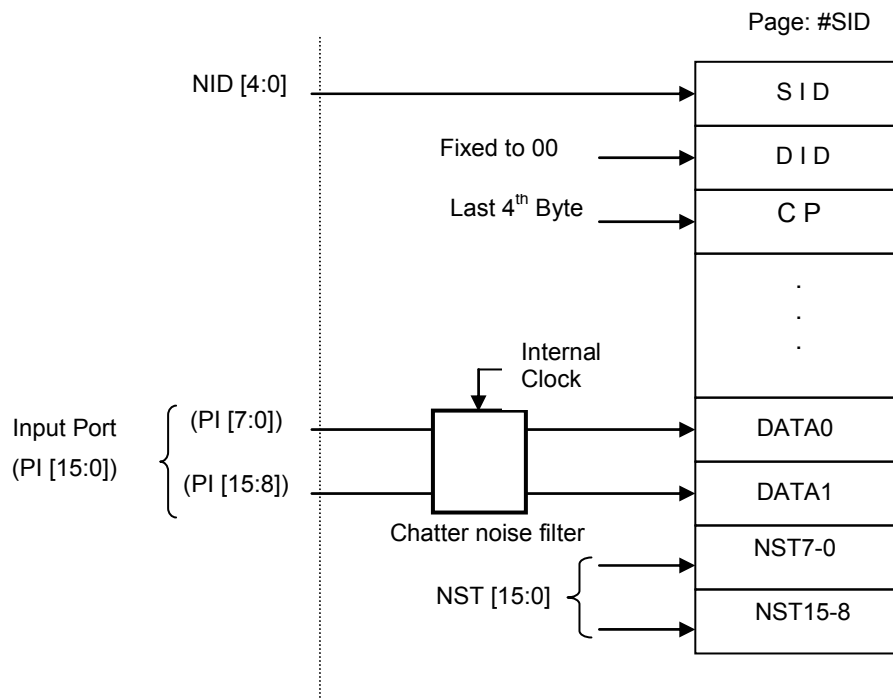 Page: #SID
NID [4:0]
S I D
Fixed to 00
D I D
Last 4th Byte
C P
.
.
.
Internal
Clock
Input Port
(PI [15:0])
(PI [7:0])
DATA0
(PI [15:8])
DATA1
Chatter noise filter
NST [15:0]
NST7-0
NST15-8